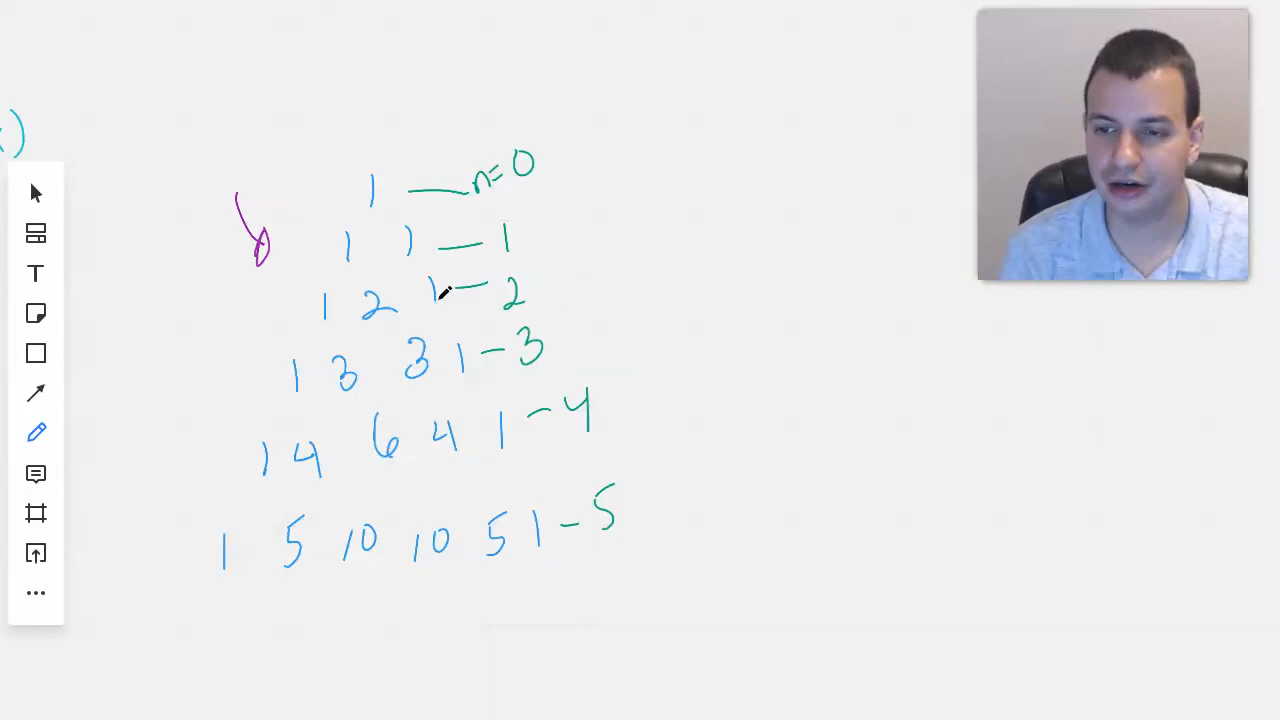 )
1 — n=0
1 1 — 1
1 2 1 — 2
1 3 3 1 - 3
1 4 6 4 1 - 4
1 5 10 10 5 1 - 5
T